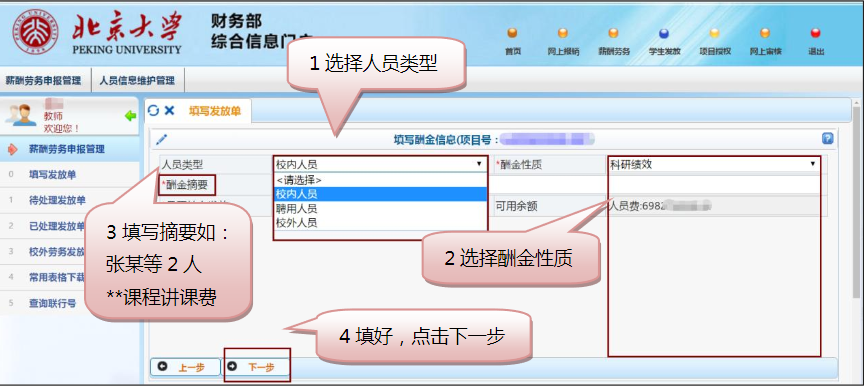 北京大学
PEKING UNIVERSITY
财务部
综合信息门户
首页
网上报销
薪酬劳务
学生发放
项目授权
网上审核
退出
薪酬劳务申报管理
人员信息维护管理
教师
欢迎您！
填写发放单
薪酬劳务申报管理
0 填写发放单
1 待处理发放单
2 已处理发放单
3 校外劳务发放
4 常用表格下载
5 查询联行号
填写酬金信息(项目号：
人员类型
校内人员
*酬金性质
科研绩效
*酬金摘要
<请选择>
校内人员
聘用人员
校外人员
可用余额
人员费:6982
1 选择人员类型
2 选择酬金性质
3 填写摘要如：
张某等 2 人
**课程讲课费
4 填好，点击下一步
上一步
下一步